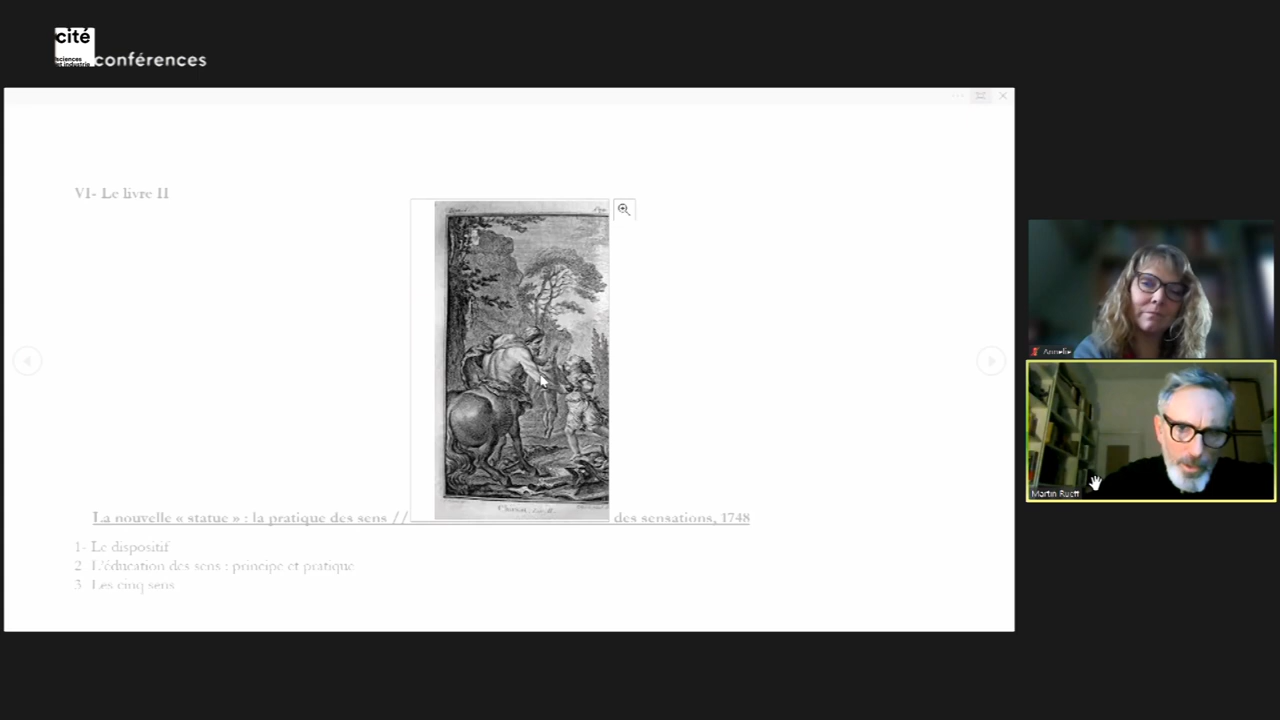 cité
sciences
et industrie
conférences
VI- Le livre II
La nouvelle « statue » : la pratique des sens // des sensations, 1748
1- Le dispositif
2 L'éducation des sens : principe et pratique
3 Les cinq sens
Annelie
Martin Rueff